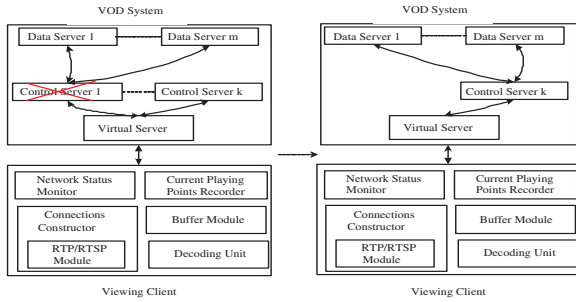 VOD System
Data Server 1
Data Server m
Control Server 1
Control Server k
Virtual Server
Network Status
Monitor
Current Playing
Points Recorder
Connections
Constructor
Buffer Module
RTP/RTSP
Module
Decoding Unit
Viewing Client
VOD System
Data Server 1
Data Server m
Control Server k
Virtual Server
Network Status
Monitor
Current Playing
Points Recorder
Connections
Constructor
Buffer Module
RTP/RTSP
Module
Decoding Unit
Viewing Client